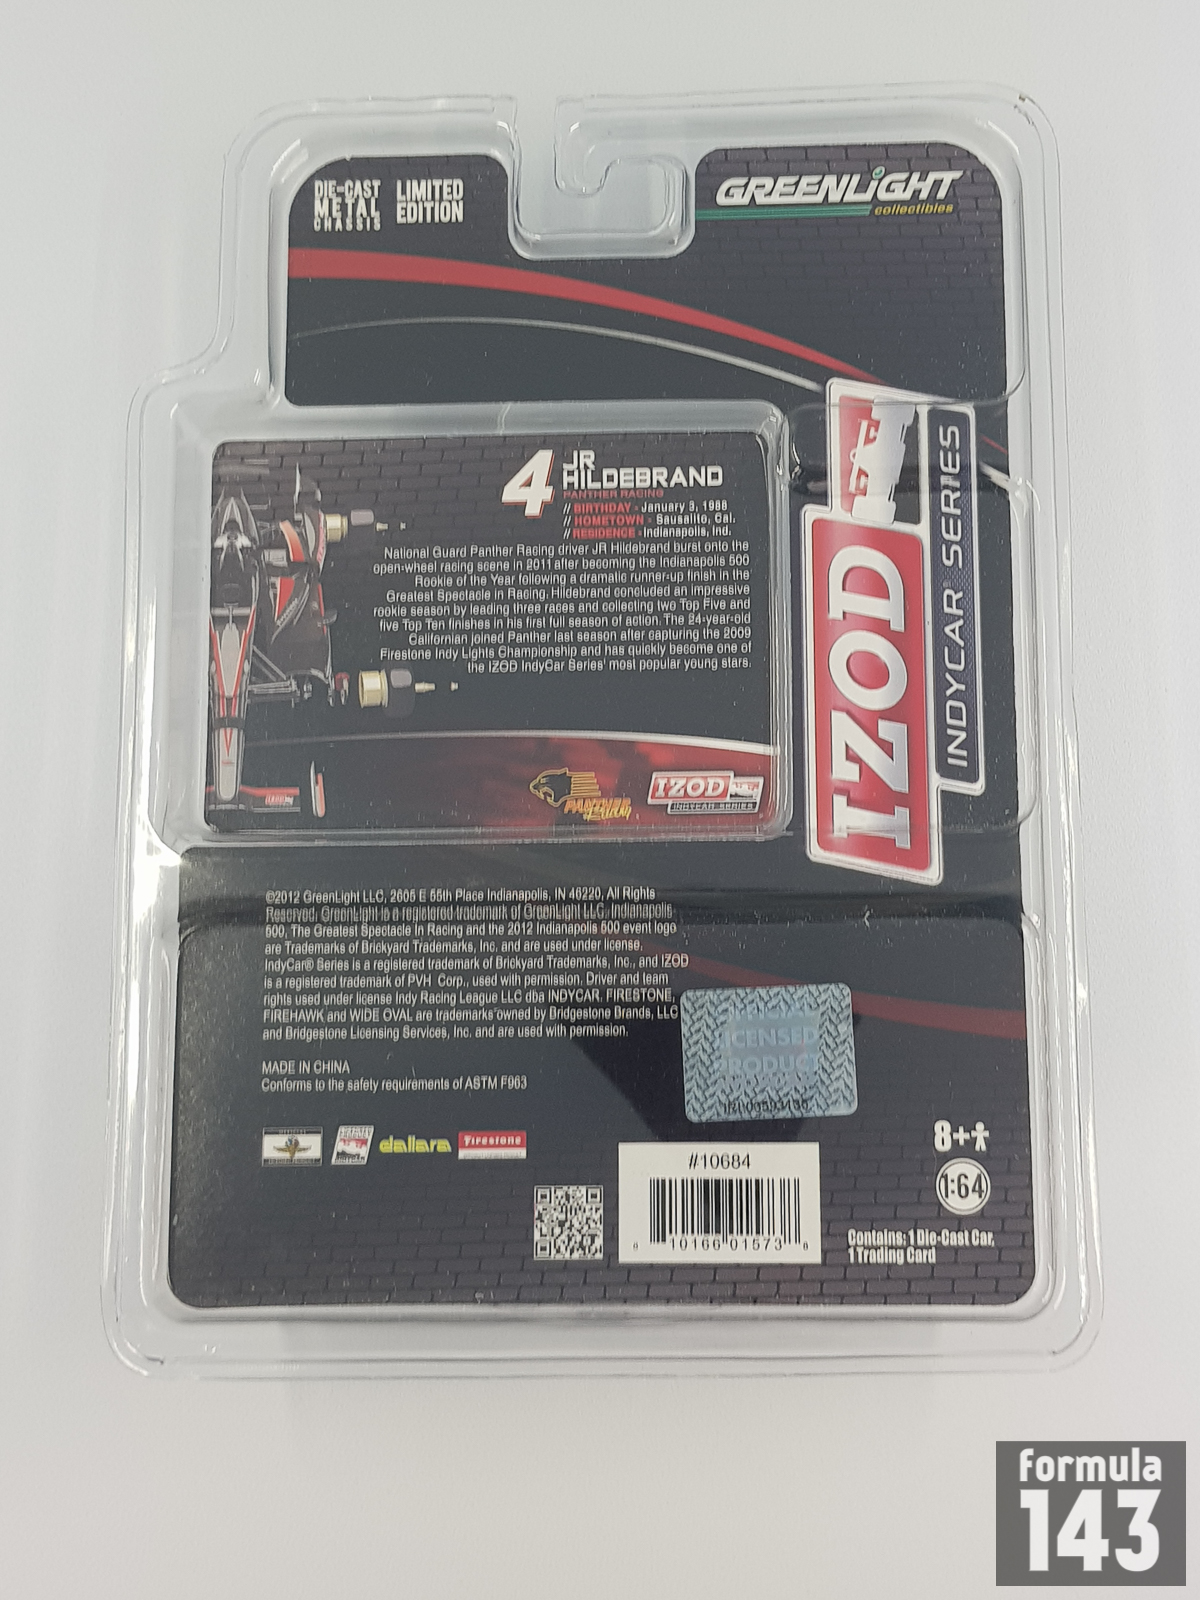 DIE-CAST
METAL
CHASSIS
LIMITED
EDITION
GREENLIGHT
collectibles
IZOD
INDYCAR SERIES
4
JR
HILDEBRAND
PANTHER RACING
// BIRTHDAY - January 3, 1988
// HOMETOWN - Sausalito, Cal.
// RESIDENCE - Indianapolis, Ind.
National Guard Panther Racing driver JR Hildebrand burst onto the
open-wheel racing scene in 2011 after becoming the Indianapolis 500
Rookie of the Year following a dramatic runner-up finish in the
Greatest Spectacle in Racing. Hildebrand concluded an impressive
rookie season by leading three races and collecting two Top Five and
five Top Ten finishes in his first full season of action. The 24-year-old
Californian joined Panther last season after capturing the 2009
Firestone Indy Lights Championship and has quickly become one of
the IZOD IndyCar Series' most popular young stars.
PANTHER
RACING
IZOD
INDYCAR SERIES
©2012 GreenLight LLC, 2605 E 55th Place Indianapolis, IN 46220, All Rights
Reserved. GreenLight is a registered trademark of GreenLight LLC. Indianapolis
500, The Greatest Spectacle In Racing and the 2012 Indianapolis 500 event logo
are Trademarks of Brickyard Trademarks, Inc. and are used under license.
IndyCar® Series is a registered trademark of Brickyard Trademarks, Inc., and IZOD
is a registered trademark of PVH Corp., used with permission. Driver and team
rights used under license Indy Racing League LLC dba INDYCAR. FIRESTONE,
FIREHAWK and WIDE OVAL are trademarks owned by Bridgestone Brands, LLC
and Bridgestone Licensing Services, Inc. and are used with permission.
LICENSED
PRODUCT
MADE IN CHINA
Conforms to the safety requirements of ASTM F963
dallara
Firestone
8+
1:64
#10684
0 10166 01573
Contains: 1 Die-Cast Car,
1 Trading Card
formula
143